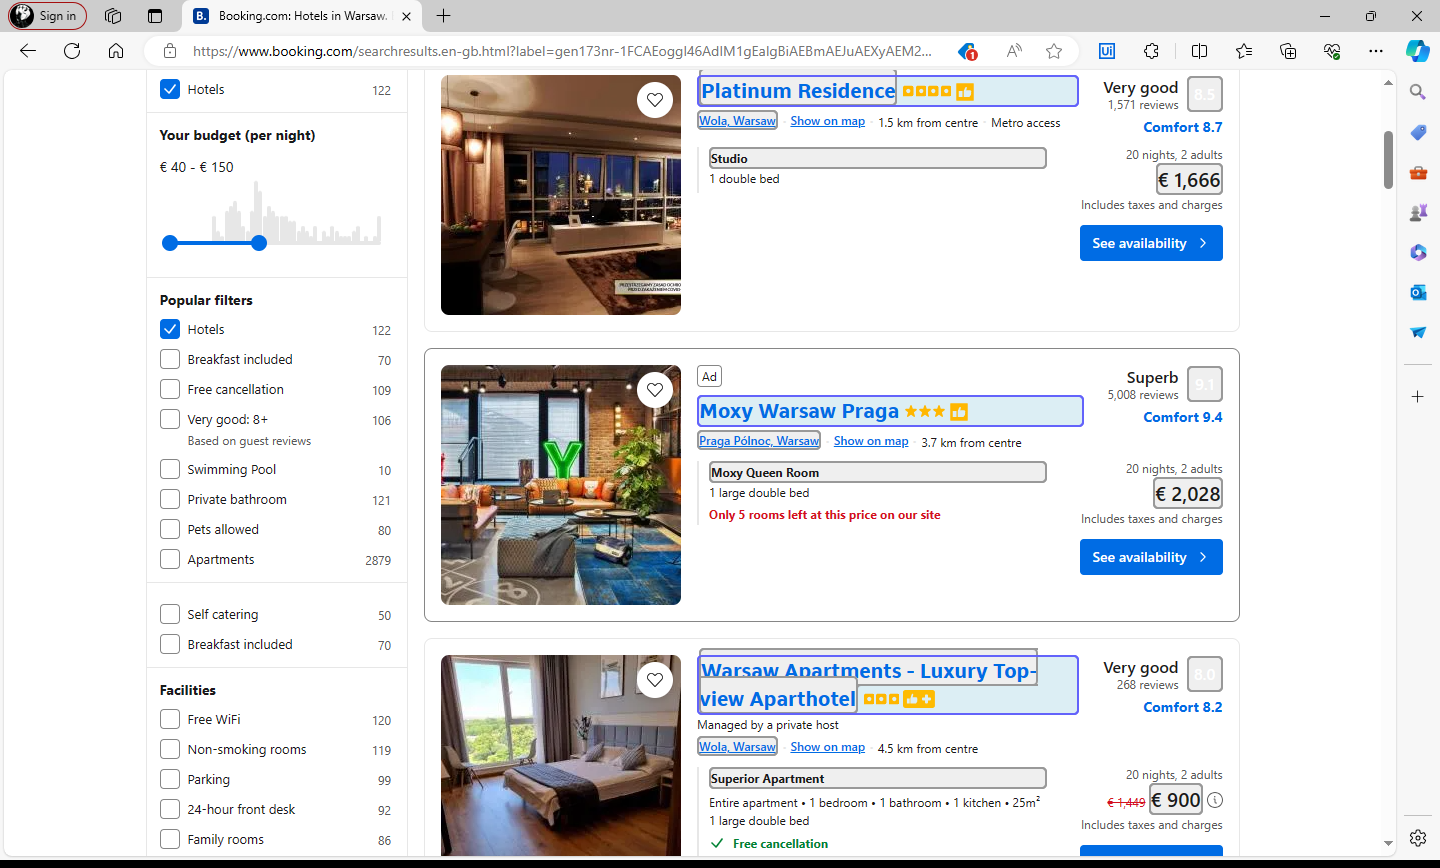 Sign in
Booking.com: Hotels in Warsaw.
https://www.booking.com/searchresults.en-gb.html?label=gen173nr-1FCAEoggI46AdIM1gEaIgBiAEBmAEJuAEXyAEM2...
1
Hotels 122
Your budget (per night)
€ 40 - € 150
Popular filters
Hotels 122
Breakfast included 70
Free cancellation 109
Very good: 8+ 106
Based on guest reviews
Swimming Pool 10
Private bathroom 121
Pets allowed 80
Apartments 2879
Self catering 50
Breakfast included 70
Facilities
Free WiFi 120
Non-smoking rooms 119
Parking 99
24-hour front desk 92
Family rooms 86
Platinum Residence
Wola, Warsaw Show on map 1.5 km from centre Metro access
Studio
1 double bed
Very good 8.5
1,571 reviews
Comfort 8.7
20 nights, 2 adults
€ 1,666
Includes taxes and charges
See availability
Ad
Moxy Warsaw Praga
Praga Północ, Warsaw Show on map 3.7 km from centre
Moxy Queen Room
1 large double bed
Only 5 rooms left at this price on our site
Superb 9.1
5,008 reviews
Comfort 9.4
20 nights, 2 adults
€ 2,028
Includes taxes and charges
See availability
Warsaw Apartments - Luxury Top-
view Aparthotel
Managed by a private host
Wola, Warsaw Show on map 4.5 km from centre
Superior Apartment
Entire apartment • 1 bedroom • 1 bathroom • 1 kitchen • 25m²
1 large double bed
Free cancellation
Very good 8.0
268 reviews
Comfort 8.2
20 nights, 2 adults
€ 1,449 € 900
Includes taxes and charges